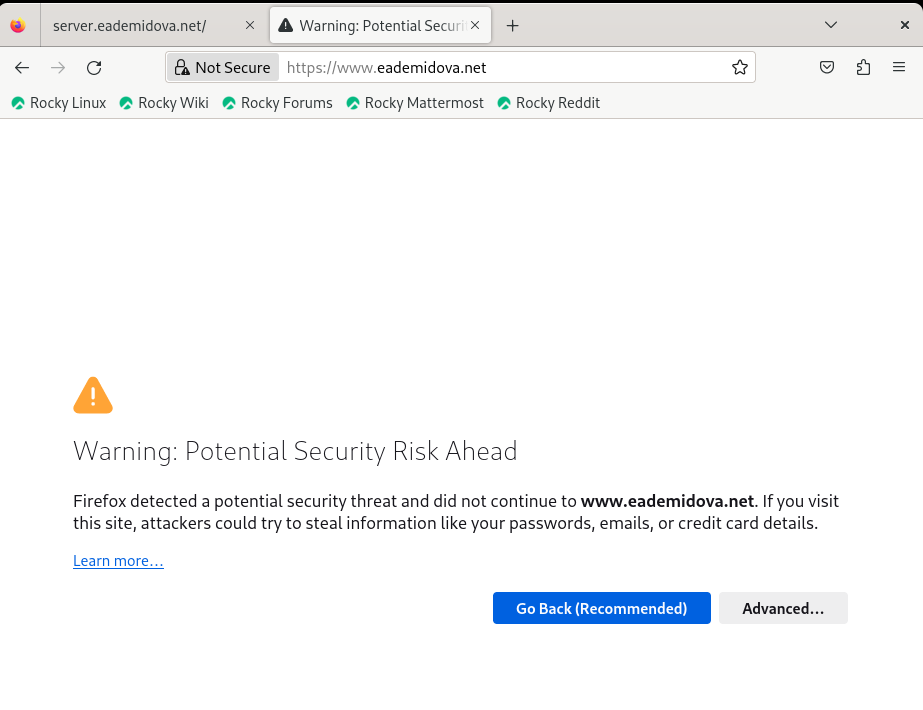 server.eademidova.net/
Warning: Potential Securi
Not Secure https://www.eademidova.net
Rocky Linux Rocky Wiki Rocky Forums Rocky Mattermost Rocky Reddit
Warning: Potential Security Risk Ahead
Firefox detected a potential security threat and did not continue to www.eademidova.net. If you visit
this site, attackers could try to steal information like your passwords, emails, or credit card details.
Learn more…
Go Back (Recommended) Advanced…